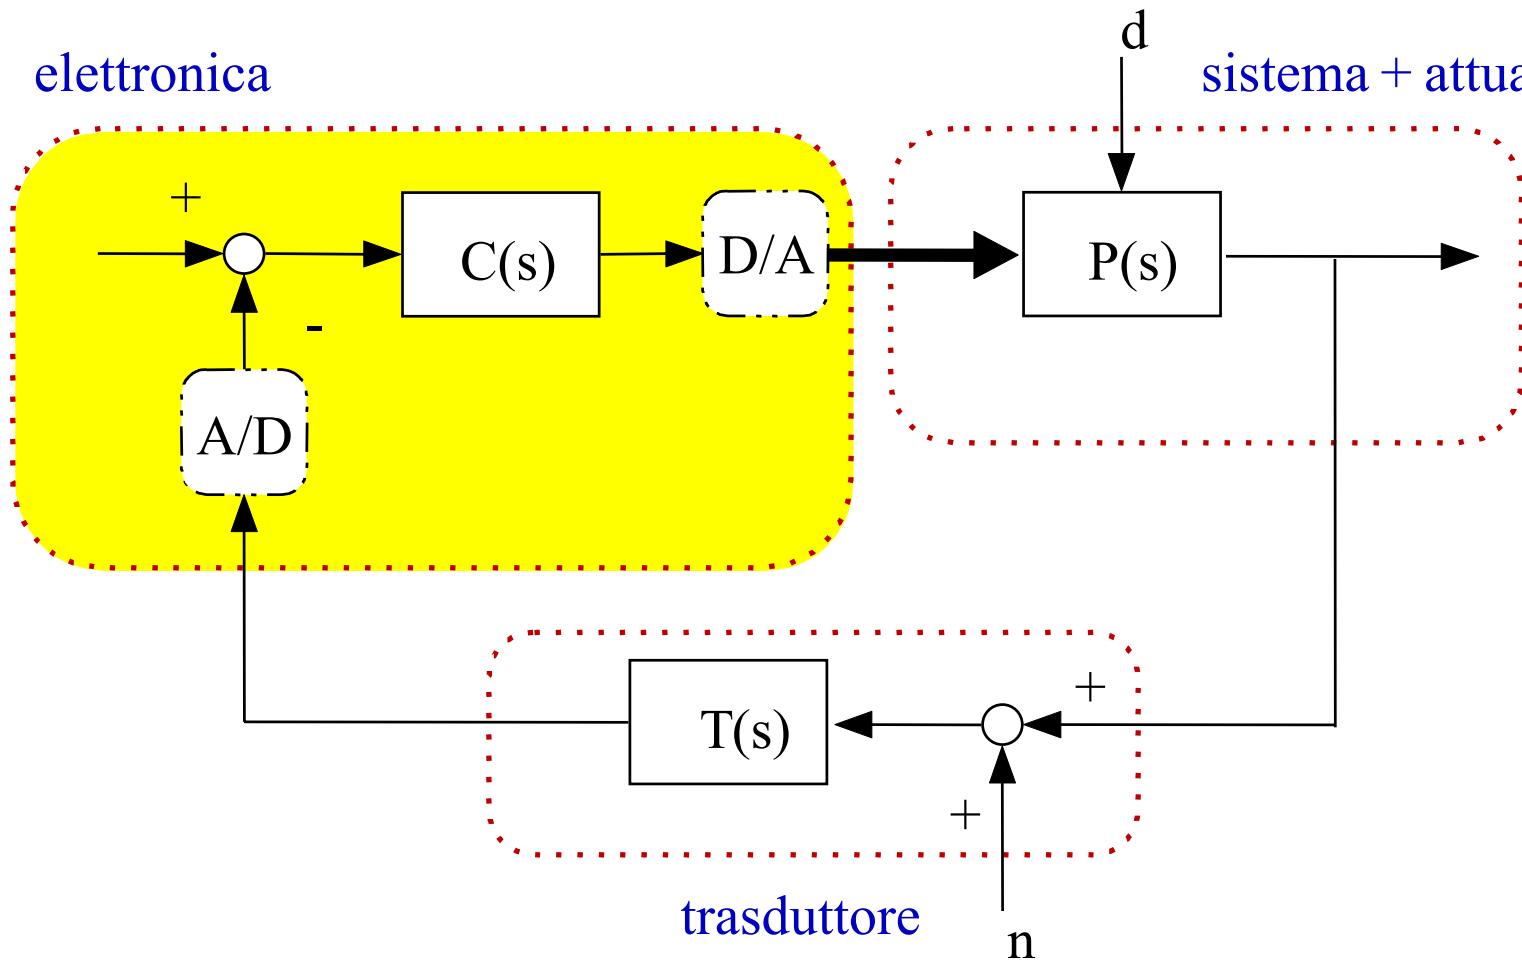 d
elettronica
sistema + attua
+
C(s)
D/A
P(s)
-
A/D
+
T(s)
+
trasduttore
n